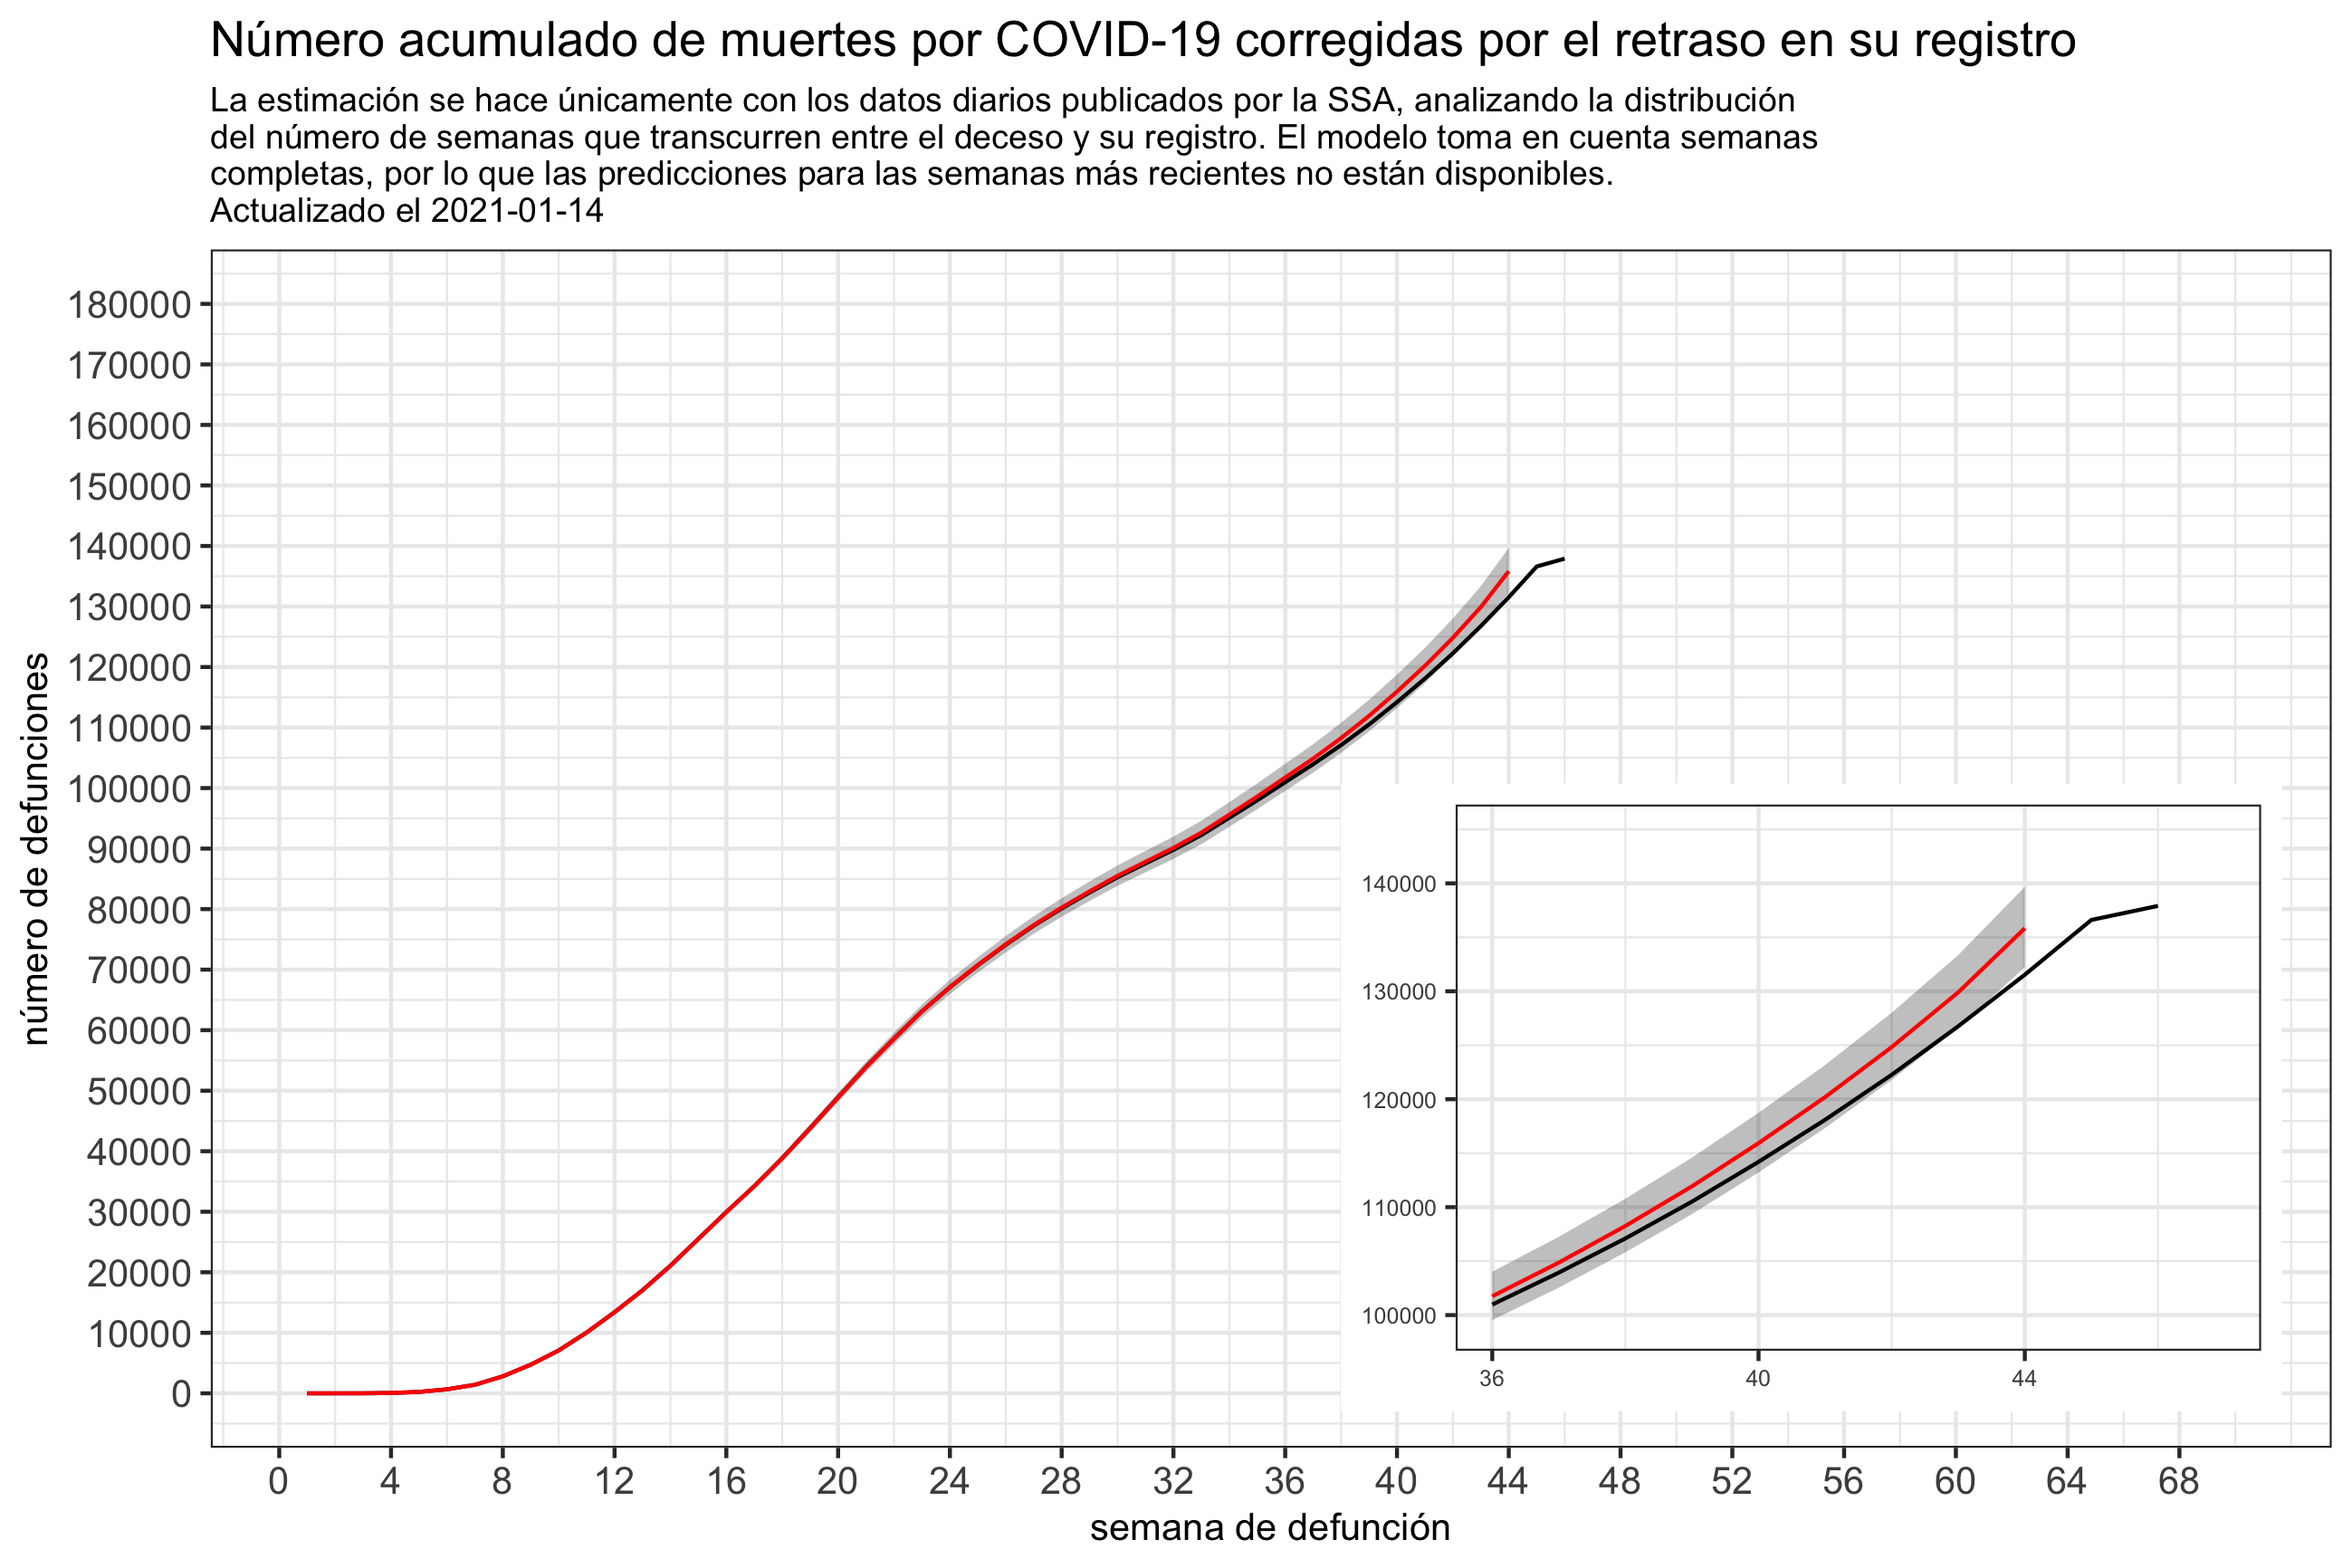 Número acumulado de muertes por COVID-19 corregidas por el retraso en su registro
La estimación se hace únicamente con los datos diarios publicados por la SSA, analizando la distribución
del número de semanas que transcurren entre el deceso y su registro. El modelo toma en cuenta semanas
completas, por lo que las predicciones para las semanas más recientes no están disponibles.
Actualizado el 2021-01-14
número de defunciones
180000
170000
160000
150000
140000
130000
120000
110000
100000
90000
80000
70000
60000
50000
40000
30000
20000
10000
0
140000
130000
120000
110000
100000
36 40 44
0 4 8 12 16 20 24 28 32 36 40 44 48 52 56 60 64 68
semana de defunción